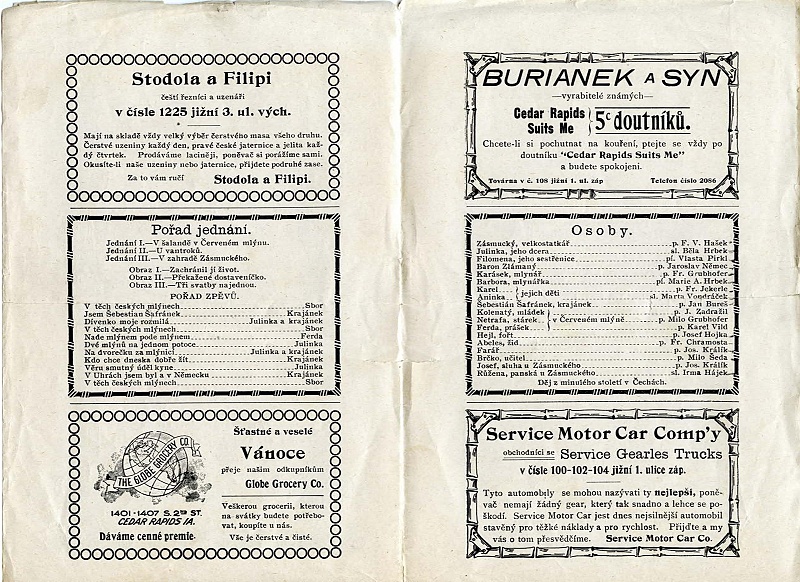 Stodola a Filipi
čeští řezníci a uzenáři
v čísle 1225 jižní 3. ul. vých.
Mají na skladě vždy velký výběr čerstvého masa všeho druhu.
Čerstvé uzeniny každý den, pravé české jaternice a jelita kaž-
dý čtvrtek. Prodáváme laciněji, poněvač si porážíme sami.
Okusíte-li naše uzeniny nebo jaternice, přijdete podruhé zase.
Za to vám ručí Stodola a Filipi.
Pořad jednání.
Jednání I.—V šalandě v Červeném mlýnu.
Jednání II.—U vantroků.
Jednání III.—V zahradě Zásmuckého.
Obraz I.—Zachránil jí život.
Obraz II.—Překažené dostaveníčko.
Obraz III.—Tři svatby najednou.
POŘAD ZPĚVŮ.
V těch českých mlýnech Sbor
Jsem Šebestian Šafránek Krajánek
Divenko moje rozmilá Julinka a krajánek
V těch českých mlýnech Sbor
Nade mlýnem pode mlýnem Ferda
Dvě mlýnů na jednom potoce Julinka
Na dvorečku za mlýnicí Julinka a krajánek
Kdo chce dneska dobře žít Krajánek
Věru smutný úděl kyne Julinka
V Uhrách jsem byl a v Německu Krajánek
V těch českých mlýnech Sbor
THE GLOBE GROCERY CO
1401-1407 S. 2ND ST.
CEDAR RAPIDS IA.
Dáváme cenné premie.
Šťastné a veselé
Vánoce
přeje našim odkupníkům
Globe Grocery Co.
Veškerou grocerii, kterou
na svátky budete potřebo-
vat, koupíte u nás.
Vše je čerstvé a čisté.
BURIANEK A SYN
—vyrabitelé známých—
Cedar Rapids
Suits Me
5c doutníků.
Chcete-li si pochutnat na kouření, ptejte se vždy po
doutníku "Cedar Rapids Suits Me"
a budete spokojeni.
Továrna v č. 108 jižní 1. ul. záp Telefon číslo 2086
Osoby.
Zásmucký, velkostatkář p. F. V. Hašek
Julinka, jeho dcera sl. Běla Hrbek
Filomena, jeho sestřenice pí. Vlasta Pirkl
Baron Zlámaný p. Jaroslav Němec
Karásek, mlynář p. Fr. Grubhofer
Barbora, mlynářka pí. Marie A. Hrbek
Karel p. Fr. Jekerle
Aninka } jejich děti sl. Marta Vondráček
Šebestián Šafránek, krajánek p. Jan Bureš
Kolenatý, mládek p. J. Zadražil
Netrafa, stárek } v Červeném mlýně p. Milo Grubhofer
Ferda, prášek p. Karel Vild
Hejl, fořt p. Josef Hojka
Abeles, žid p. Fr. Chramosta
Farář p. Jos. Králík
Brčko, učitel p. Milo Šeda
Josef, sluha u Zásmuckého p. Jos. Králík
Růžena, panská u Zásmuckého sl. Irma Hájek
Děj z minulého století v Čechách.
Service Motor Car Comp'y
obchodníci se Service Gearles Trucks
v čísle 100-102-104 jižní 1. ulice záp.
Tyto automobily se mohou nazývati ty nejlepší, poně-
vač nemají žádný gear, který tak snadno a lehce se po-
škodí. Service Motor Car jest dnes nejsilnější automobil
stavěný pro těžké náklady a pro rychlost. Přijďte a my
vás o tom přesvědčíme. Service Motor Car Co.